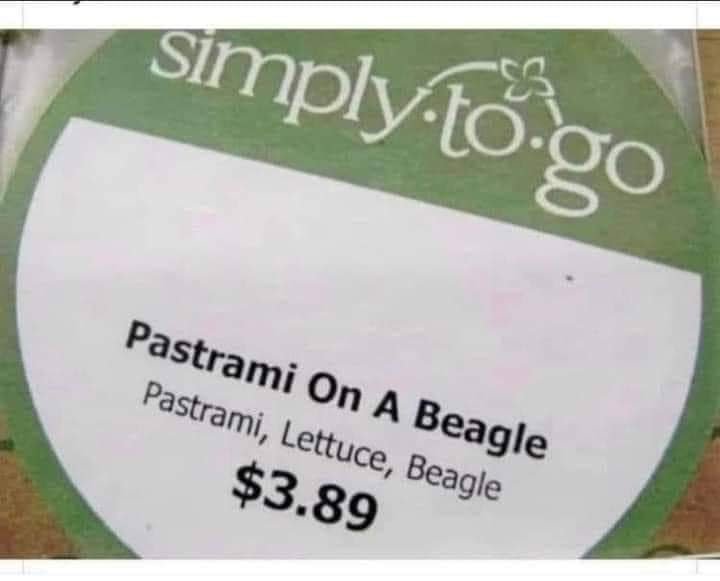 simply·to·go
Pastrami On A Beagle
Pastrami, Lettuce, Beagle
$3.89